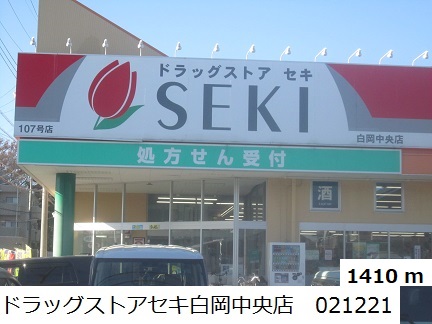 ドラッグストア セキ
SEKI
107号店
白岡中央店
処方せん受付
酒
1410 m
ドラッグストアセキ白岡中央店 021221